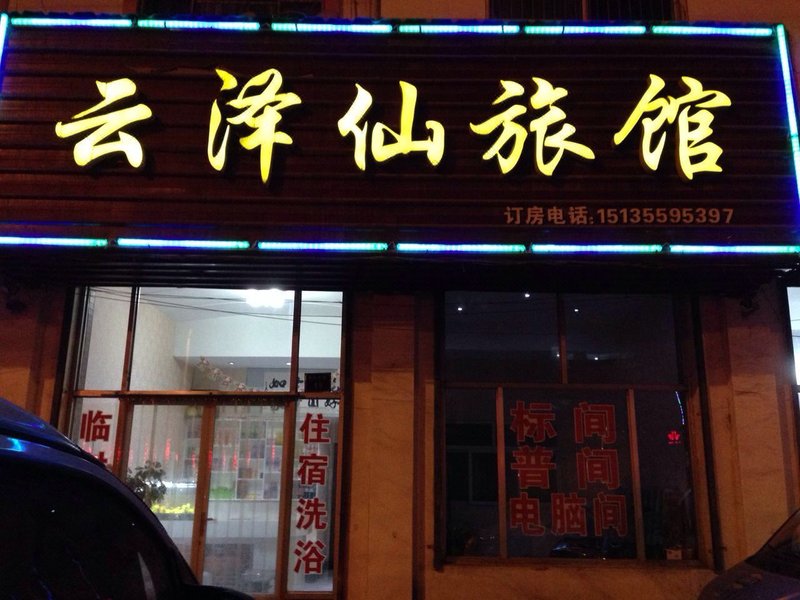 云泽仙旅馆
订房电话:15135595397
临
住宿洗浴
标间
普间
电脑间